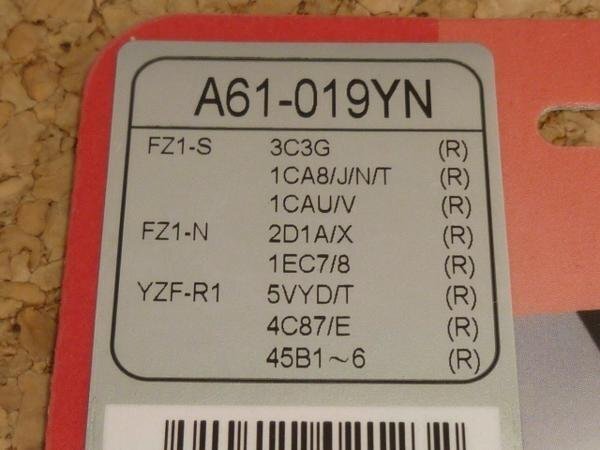 A61-019YN
FZ1-S 3C3G (R)
1CA8/J/N/T (R)
1CAU/V (R)
FZ1-N 2D1A/X (R)
1EC7/8 (R)
YZF-R1 5VYD/T (R)
4C87/E (R)
45B1~6 (R)